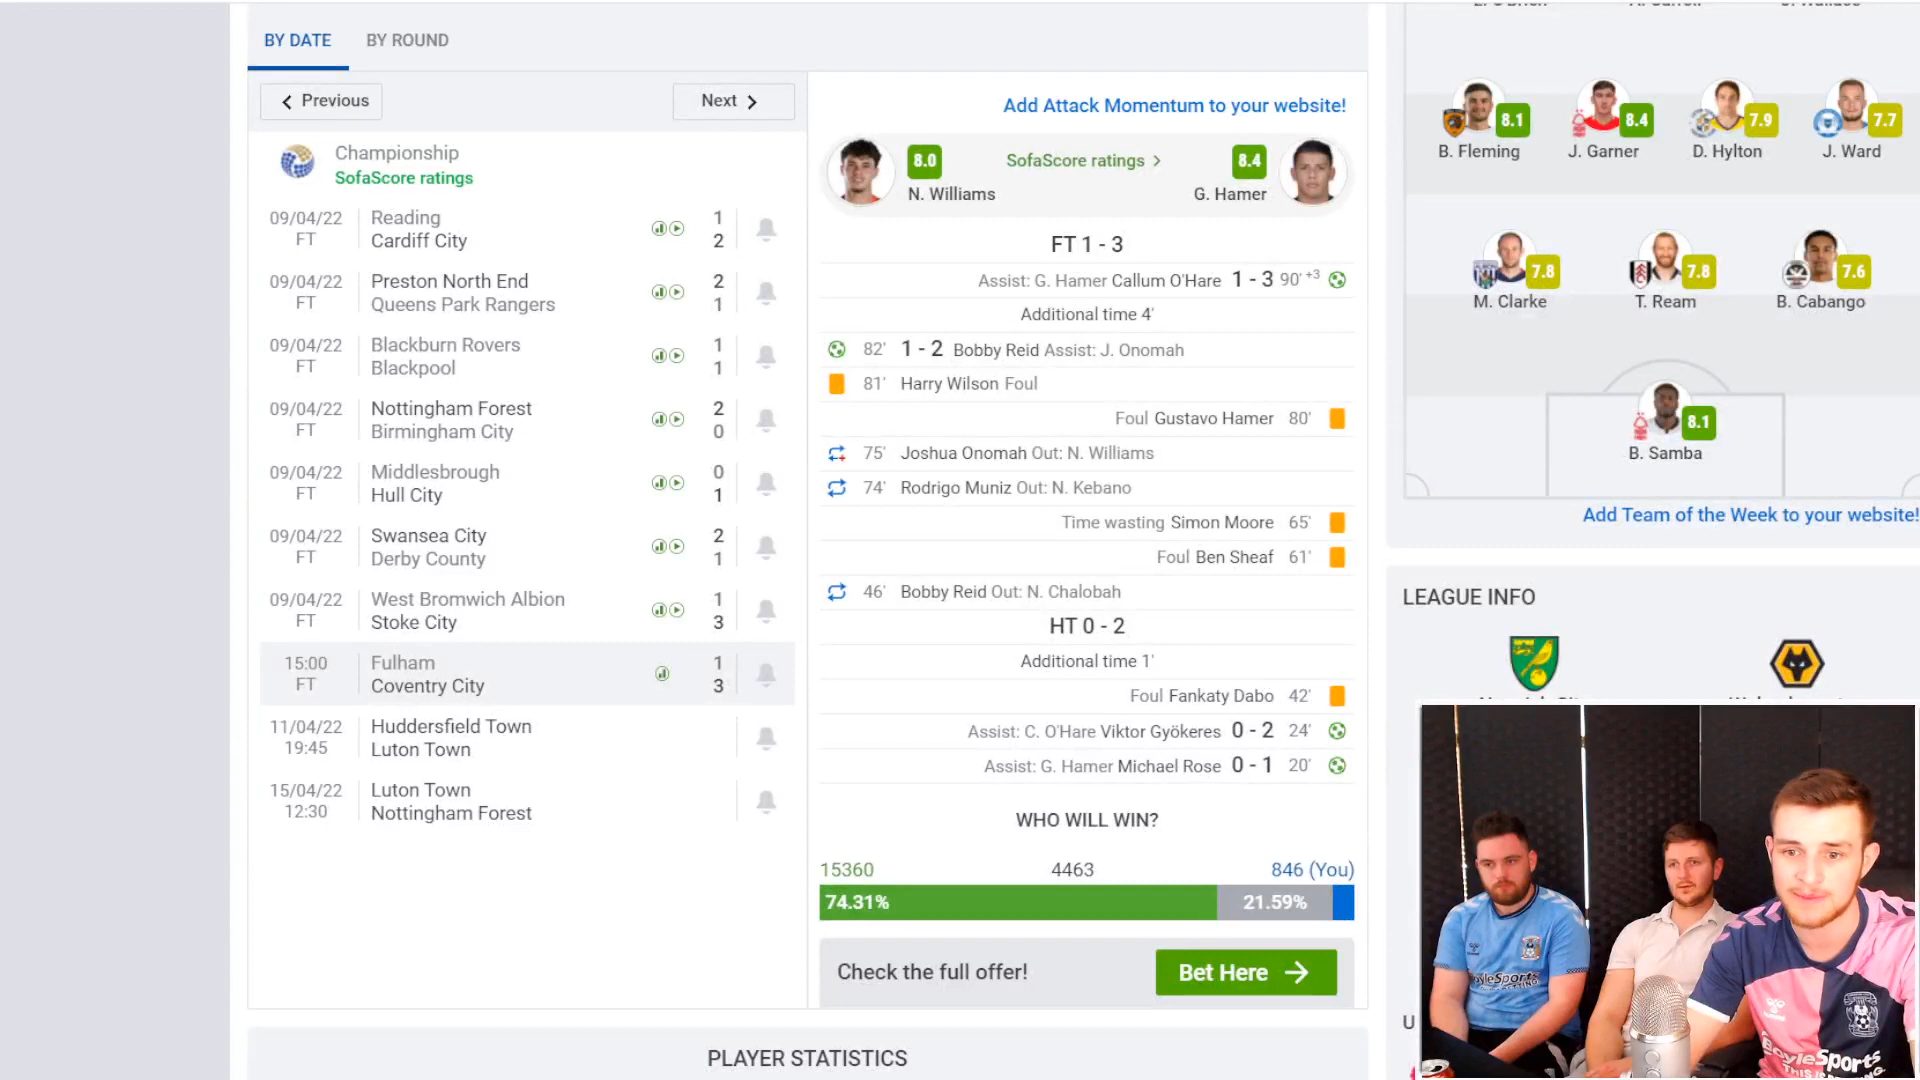 BY DATE
BY ROUND
Previous
Next
Championship
SofaScore ratings
09/04/22
FT
Reading
Cardiff City
1
2
09/04/22
FT
Preston North End
Queens Park Rangers
2
1
09/04/22
FT
Blackburn Rovers
Blackpool
1
1
09/04/22
FT
Nottingham Forest
Birmingham City
2
0
09/04/22
FT
Middlesbrough
Hull City
0
1
09/04/22
FT
Swansea City
Derby County
2
1
09/04/22
FT
West Bromwich Albion
Stoke City
1
3
15:00
FT
Fulham
Coventry City
1
3
11/04/22
19:45
Huddersfield Town
Luton Town
15/04/22
12:30
Luton Town
Nottingham Forest
Add Attack Momentum to your website!
8.0
N. Williams
SofaScore ratings
8.4
G. Hamer
FT 1 - 3
Assist: G. Hamer Callum O'Hare 1 - 3 90' +3
Additional time 4'
82' 1 - 2 Bobby Reid Assist: J. Onomah
81' Harry Wilson Foul
Foul Gustavo Hamer 80'
75' Joshua Onomah Out: N. Williams
74' Rodrigo Muniz Out: N. Kebano
Time wasting Simon Moore 65'
Foul Ben Sheaf 61'
46' Bobby Reid Out: N. Chalobah
HT 0 - 2
Additional time 1'
Foul Fankaty Dabo 42'
Assist: C. O'Hare Viktor Gyökeres 0 - 2 24'
Assist: G. Hamer Michael Rose 0 - 1 20'
WHO WILL WIN?
15360 4463 846 (You)
74.31% 21.59%
Check the full offer!
Bet Here
PLAYER STATISTICS
8.1 8.4 7.9 7.7
B. Fleming J. Garner D. Hylton J. Ward
7.8 7.8 7.6
M. Clarke T. Ream B. Cabango
8.1
B. Samba
Add Team of the Week to your website!
LEAGUE INFO
U
BoyleSports